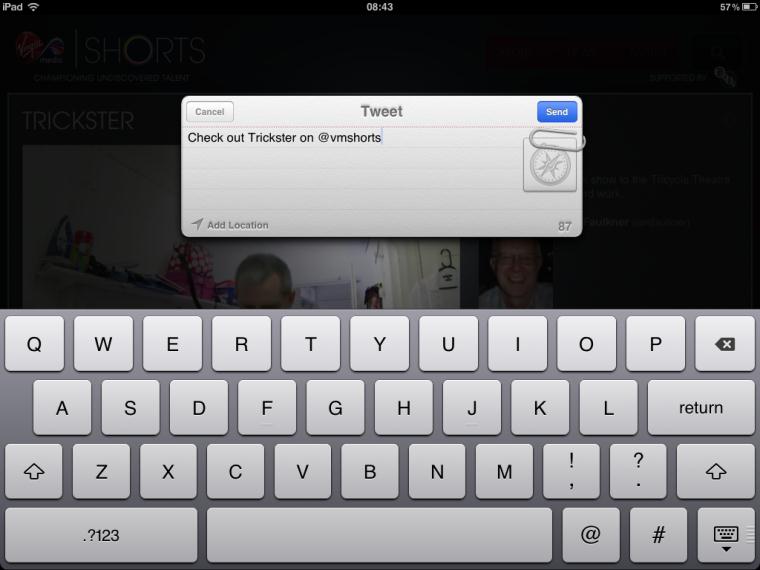 iPad
08:43
57%
Virgin media
SHORTS
CHAMPIONING UNDISCOVERED TALENT
SUPPORTED BY
TRICKSTER
Cancel
Tweet
Send
Check out Trickster on @vmshorts
Add Location
87
show to the Tricycle Theatre
work.
Faulkner
Q W E R T Y U I O P
A S D F G H J K L return
Z X C V B N M ! , ? .
.?123 @ #